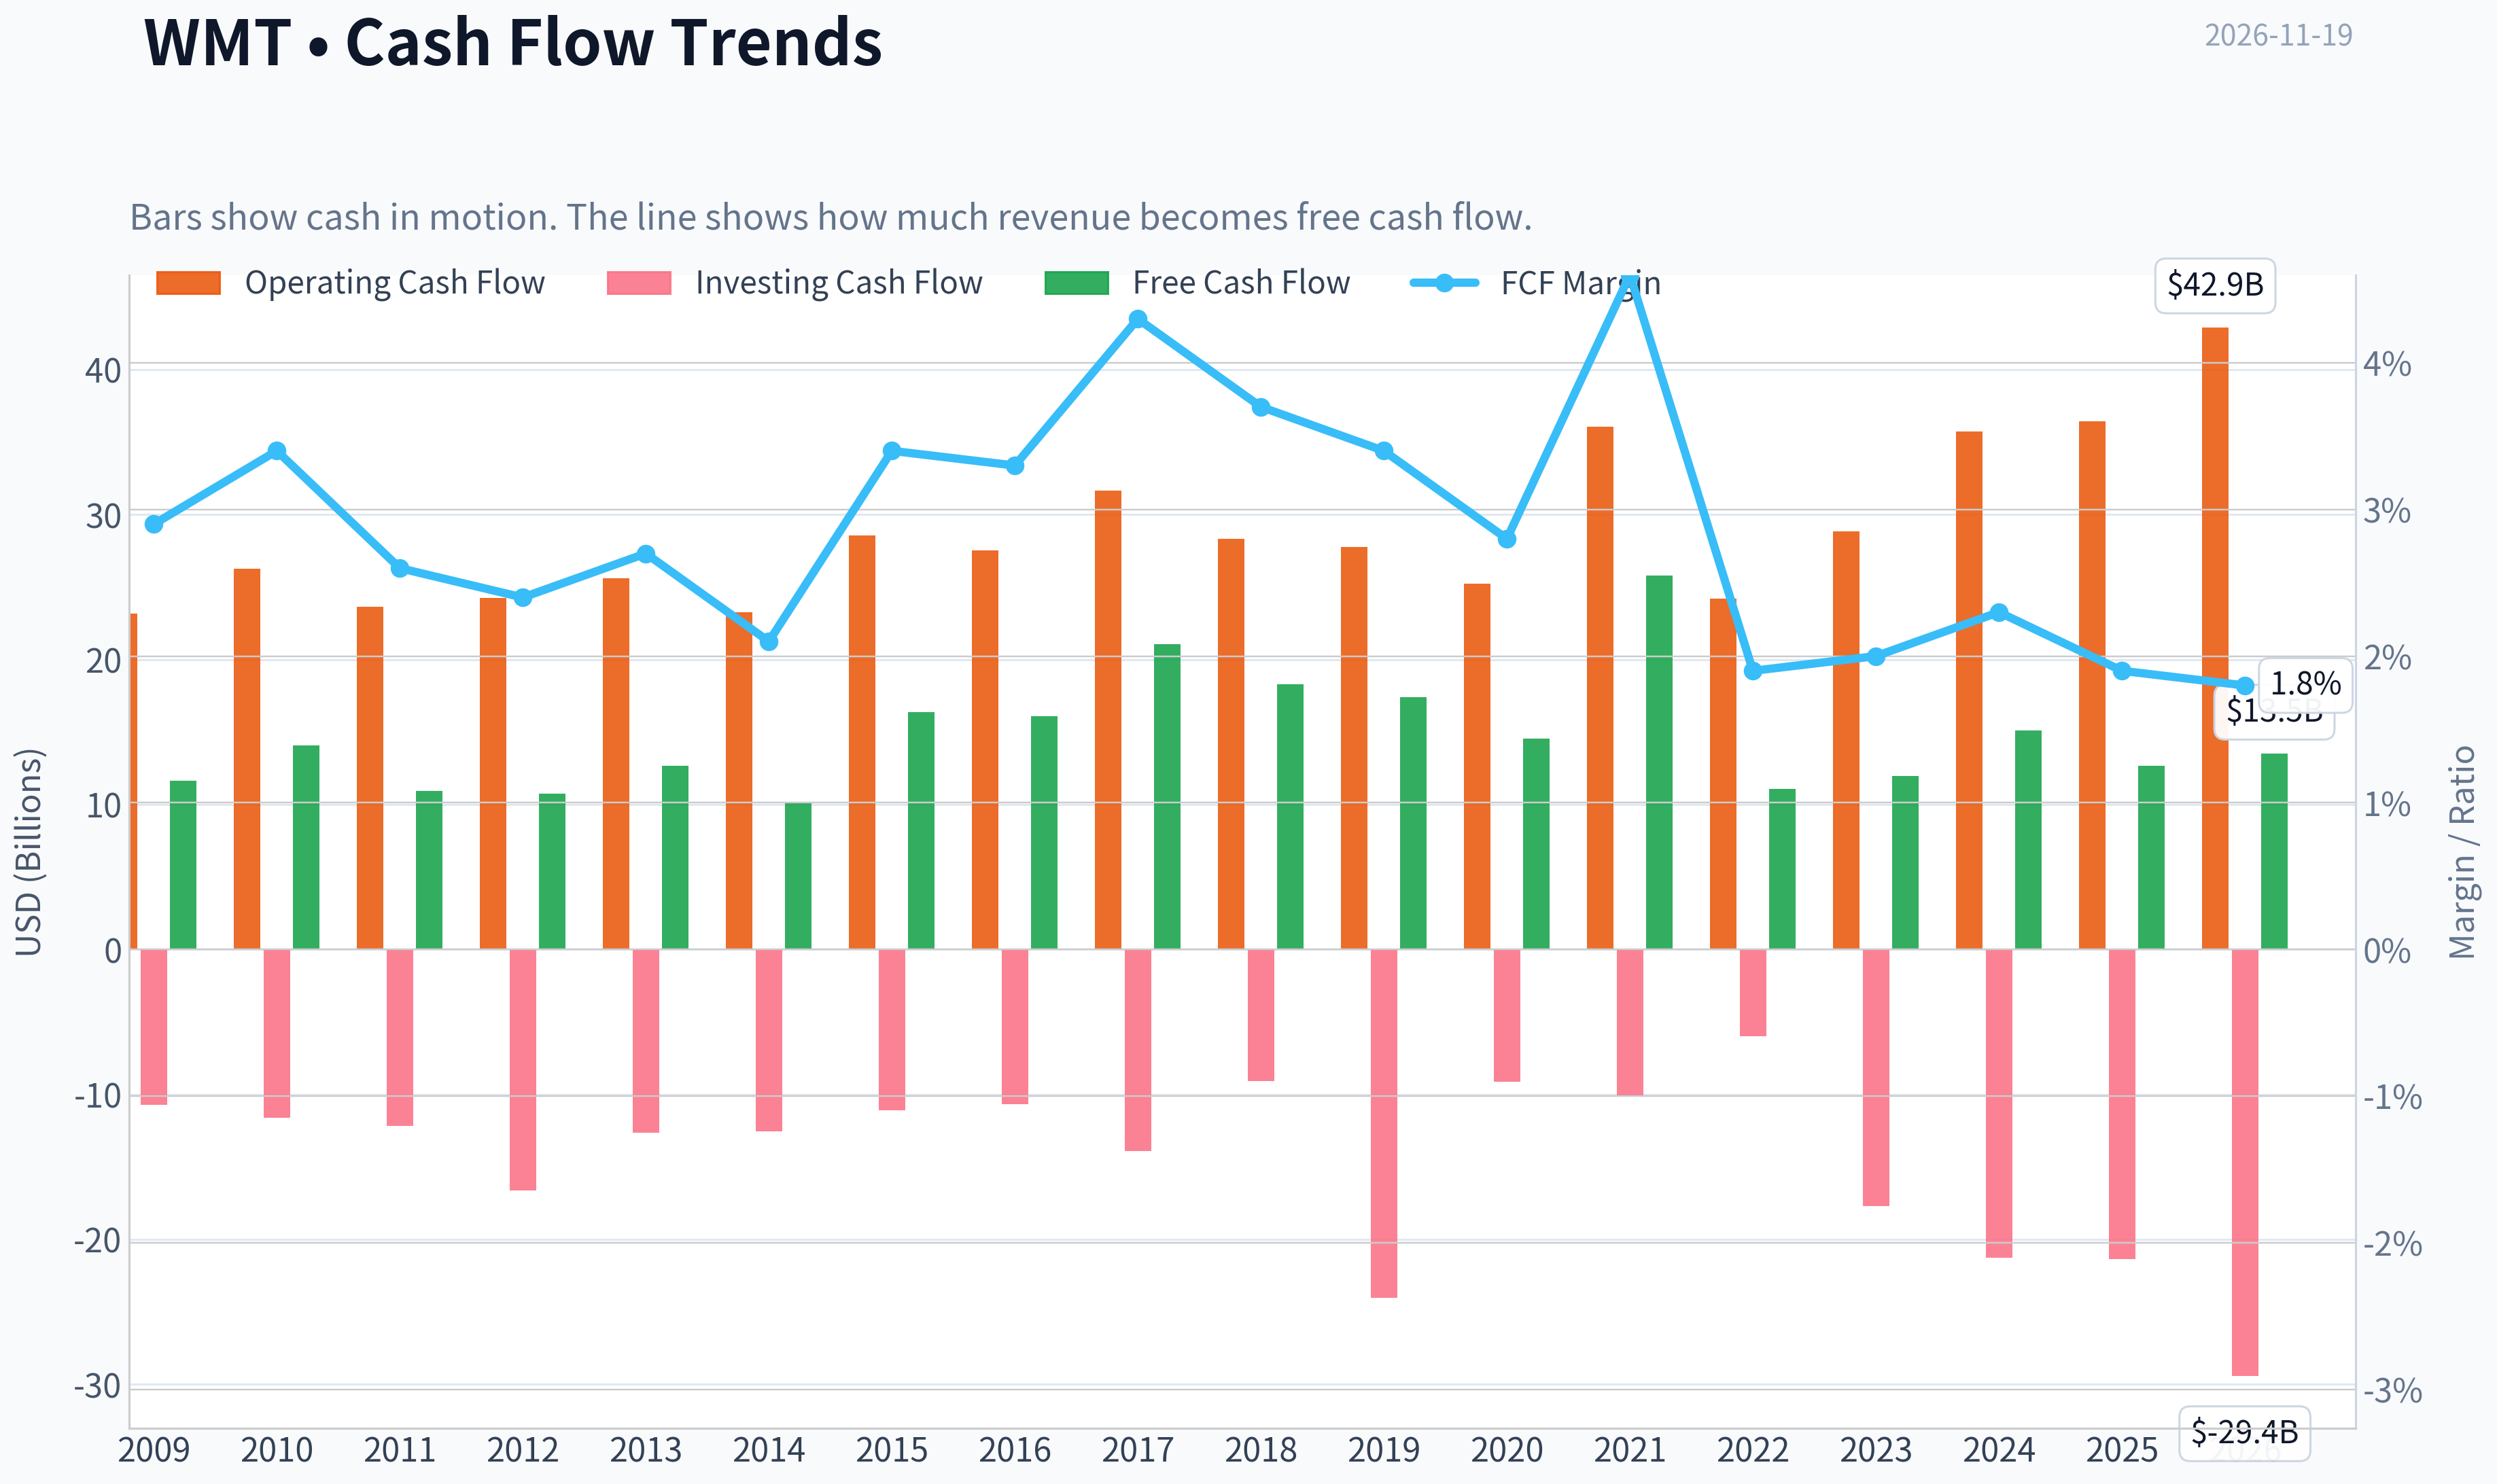 WMT • Cash Flow Trends
2026-11-19
Bars show cash in motion. The line shows how much revenue becomes free cash flow.
Operating Cash Flow
Investing Cash Flow
Free Cash Flow
FCF Margin
$42.9B
40
30
20
10
0
-10
-20
-30
USD (Billions)
4%
3%
2%
1%
0%
-1%
-2%
-3%
Margin / Ratio
1.8%
$13.5B
$-29.4B
2009 2010 2011 2012 2013 2014 2015 2016 2017 2018 2019 2020 2021 2022 2023 2024 2025 2026